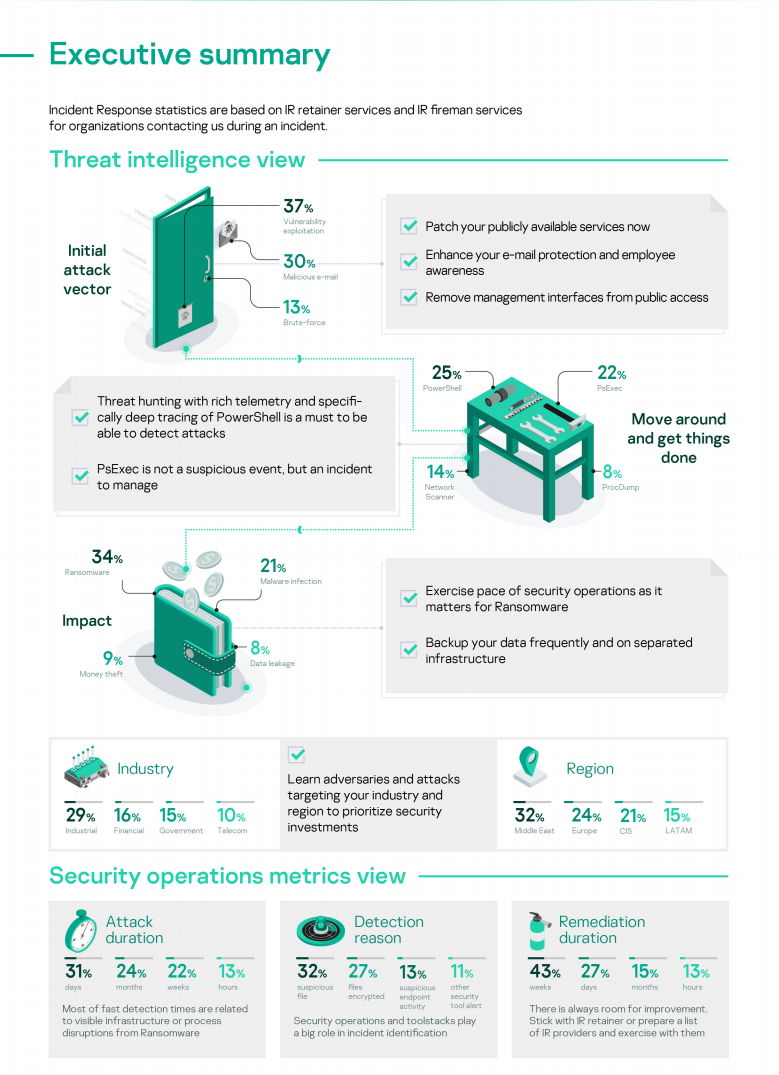 Executive summary
Incident Response statistics are based on IR retainer services and IR fireman services
for organizations contacting us during an incident.
Threat intelligence view
Initial
attack
vector
37%
Vulnerability
exploitation
30%
Malicious e-mail
13%
Brute-force
Patch your publicly available services now
Enhance your e-mail protection and employee
awareness
Remove management interfaces from public access
Threat hunting with rich telemetry and specifi-
cally deep tracing of PowerShell is a must to be
able to detect attacks
PsExec is not a suspicious event, but an incident
to manage
25%
PowerShell
22%
PsExec
14%
Network
Scanner
8%
ProcDump
Move around
and get things
done
34%
Ransomware
21%
Malware infection
Impact
9%
Money theft
8%
Data leakage
Exercise pace of security operations as it
matters for Ransomware
Backup your data frequently and on separated
infrastructure
Industry
29%
Industrial
16%
Financial
15%
Government
10%
Telecom
Learn adversaries and attacks
targeting your industry and
region to prioritize security
investments
Region
32%
Middle East
24%
Europe
21%
CIS
15%
LATAM
Security operations metrics view
Attack
duration
31%
days
24%
months
22%
weeks
13%
hours
Most of fast detection times are related
to visible infrastructure or process
disruptions from Ransomware
Detection
reason
32%
suspicious
file
27%
files
encrypted
13%
suspicious
endpoint
activity
11%
other
security
tool alert
Security operations and toolstacks play
a big role in incident identification
Remediation
duration
43%
weeks
27%
days
15%
months
13%
hours
There is always room for improvement.
Stick with IR retainer or prepare a list
of IR providers and exercise with them